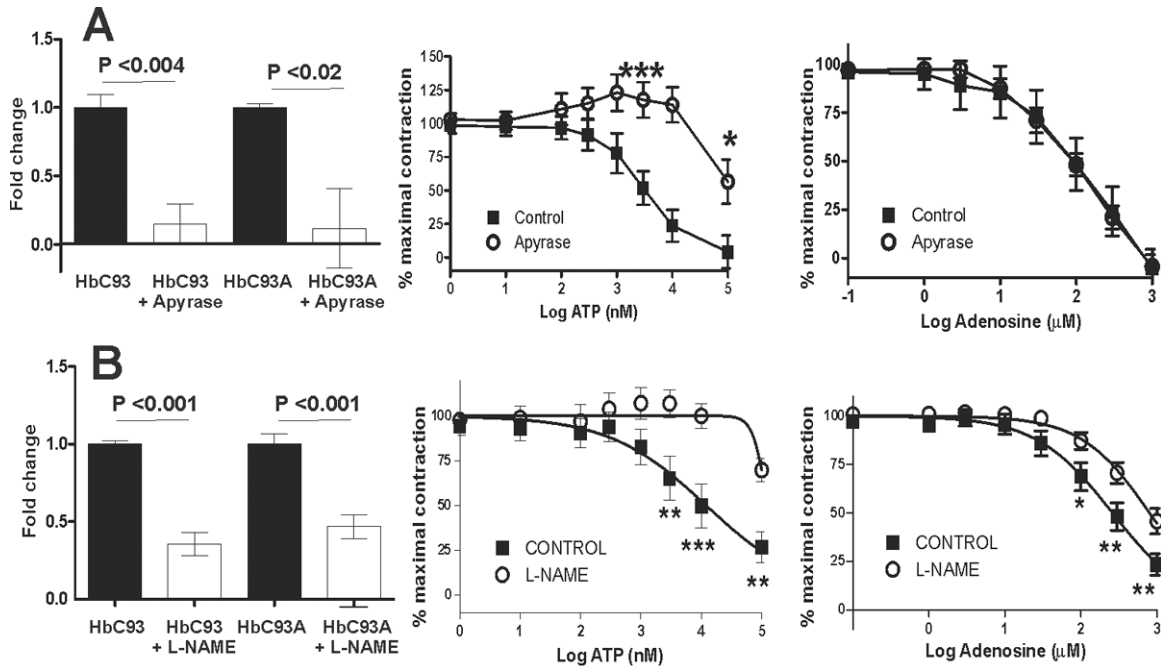 A
1.5
1.0
0.5
0.0
Fold change
P <0.004
P <0.02
HbC93
HbC93
+ Apyrase
HbC93A
HbC93A
+ Apyrase
150
125
100
75
50
25
0
% maximal contraction
***
*
Control
Apyrase
0 1 2 3 4 5
Log ATP (nM)
100
75
50
25
0
% maximal contraction
Control
Apyrase
-1 0 1 2 3
Log Adenosine (µM)
B
1.5
1.0
0.5
0.0
Fold change
P <0.001
P <0.001
HbC93
HbC93
+ L-NAME
HbC93A
HbC93A
+ L-NAME
100
75
50
25
0
% maximal contraction
**
***
**
CONTROL
L-NAME
0 1 2 3 4 5
Log ATP (nM)
100
75
50
25
0
% maximal contraction
*
**
**
CONTROL
L-NAME
0 1 2 3
Log Adenosine (µM)